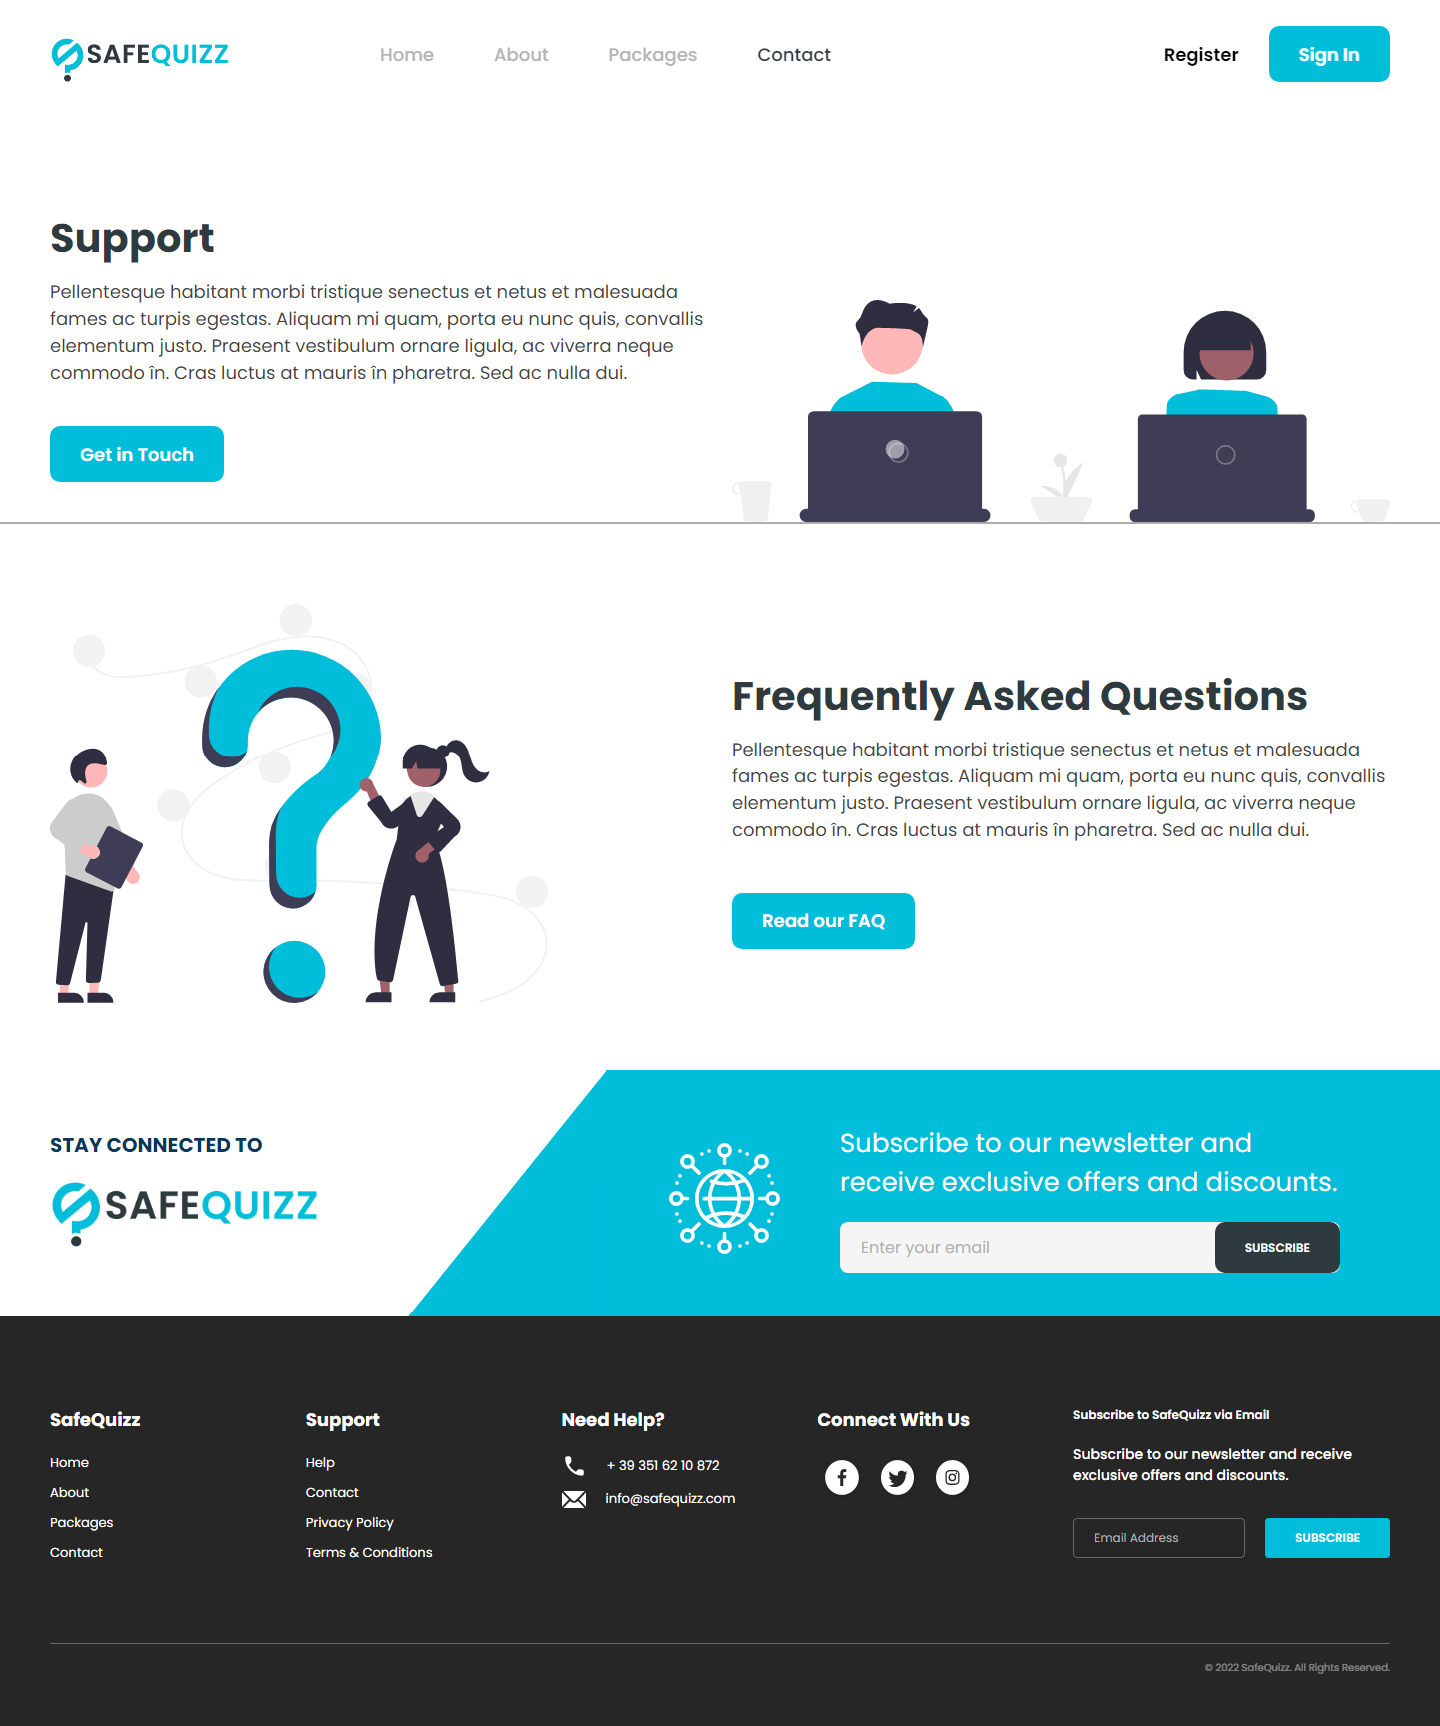 SAFEQUIZZ
Home
About
Packages
Contact
Register
Sign In
Support
Pellentesque habitant morbi tristique senectus et netus et malesuada
fames ac turpis egestas. Aliquam mi quam, porta eu nunc quis, convallis
elementum justo. Praesent vestibulum ornare ligula, ac viverra neque
commodo în. Cras luctus at mauris în pharetra. Sed ac nulla dui.
Get in Touch
Frequently Asked Questions
Pellentesque habitant morbi tristique senectus et netus et malesuada
fames ac turpis egestas. Aliquam mi quam, porta eu nunc quis, convallis
elementum justo. Praesent vestibulum ornare ligula, ac viverra neque
commodo în. Cras luctus at mauris în pharetra. Sed ac nulla dui.
Read our FAQ
STAY CONNECTED TO
SAFEQUIZZ
Subscribe to our newsletter and
receive exclusive offers and discounts.
Enter your email
SUBSCRIBE
SafeQuizz
Home
About
Packages
Contact
Support
Help
Contact
Privacy Policy
Terms & Conditions
Need Help?
+ 39 351 62 10 872
info@safequizz.com
Connect With Us
Subscribe to SafeQuizz via Email
Subscribe to our newsletter and receive
exclusive offers and discounts.
Email Address
SUBSCRIBE
© 2022 SafeQuizz. All Rights Reserved.